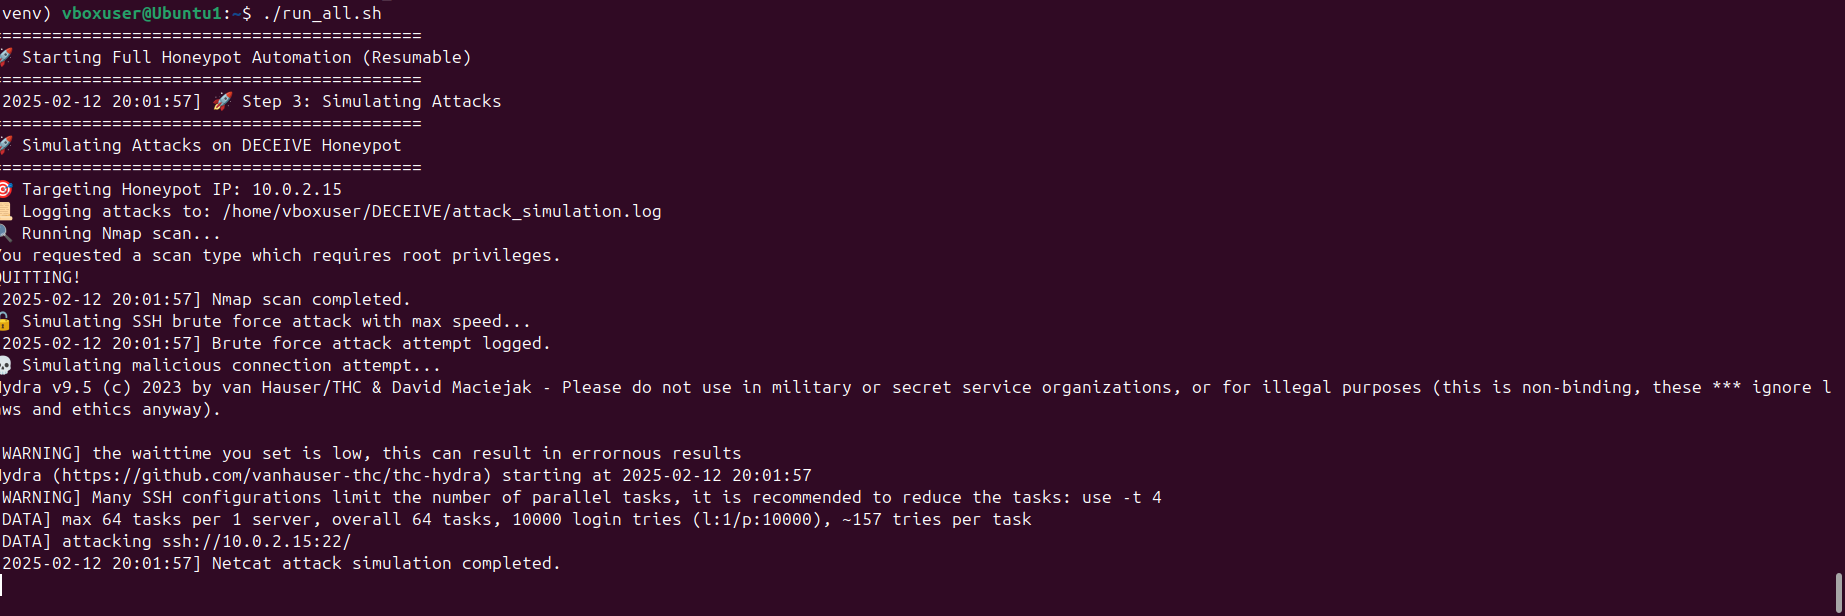 venv) vboxuser@Ubuntu1:~$ ./run_all.sh
==========================================
🚀 Starting Full Honeypot Automation (Resumable)
==========================================
2025-02-12 20:01:57] 🚀 Step 3: Simulating Attacks
==========================================
🚀 Simulating Attacks on DECEIVE Honeypot
==========================================
🎯 Targeting Honeypot IP: 10.0.2.15
📜 Logging attacks to: /home/vboxuser/DECEIVE/attack_simulation.log
🔍 Running Nmap scan...
You requested a scan type which requires root privileges.
QUITTING!
2025-02-12 20:01:57] Nmap scan completed.
🔓 Simulating SSH brute force attack with max speed...
2025-02-12 20:01:57] Brute force attack attempt logged.
💀 Simulating malicious connection attempt...
Hydra v9.5 (c) 2023 by van Hauser/THC & David Maciejak - Please do not use in military or secret service organizations, or for illegal purposes (this is non-binding, these *** ignore l
aws and ethics anyway).
WARNING] the waittime you set is low, this can result in errornous results
Hydra (https://github.com/vanhauser-thc/thc-hydra) starting at 2025-02-12 20:01:57
WARNING] Many SSH configurations limit the number of parallel tasks, it is recommended to reduce the tasks: use -t 4
DATA] max 64 tasks per 1 server, overall 64 tasks, 10000 login tries (l:1/p:10000), ~157 tries per task
DATA] attacking ssh://10.0.2.15:22/
2025-02-12 20:01:57] Netcat attack simulation completed.